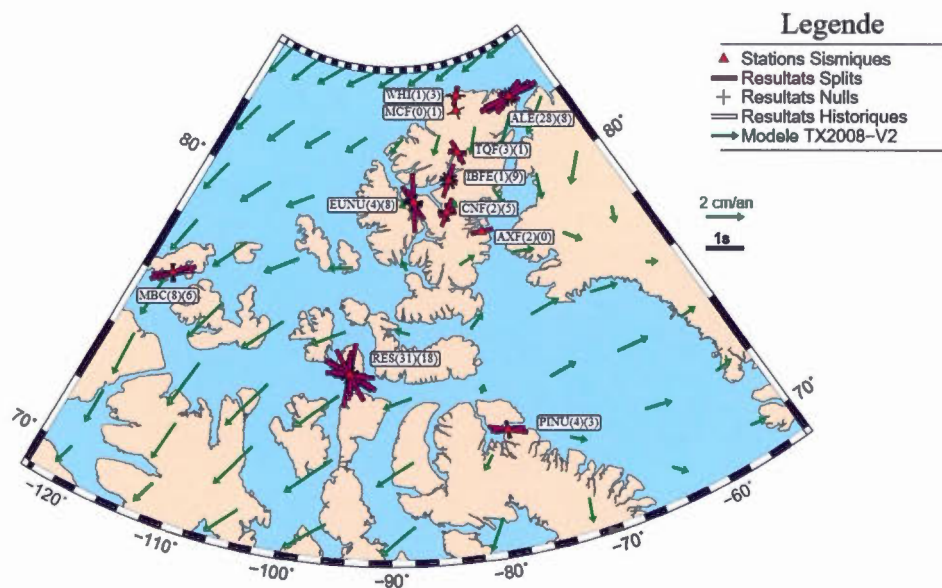 Legende
Stations Sismiques
Resultats Splits
Resultats Nulls
Resultats Historiques
Modele TX2008-V2
2 cm/an
1s
WHI(1)(3)
MCF(0)(1)
ALE(28)(8)
TQF(3)(1)
IBFE(1)(9)
EUNU(4)(8)
CNF(2)(5)
AXF(2)(0)
MBC(8)(6)
RES(31)(18)
PINU(4)(3)
80°
80°
70°
70°
-120°
-110°
-100°
-90°
-80°
-70°
-60°